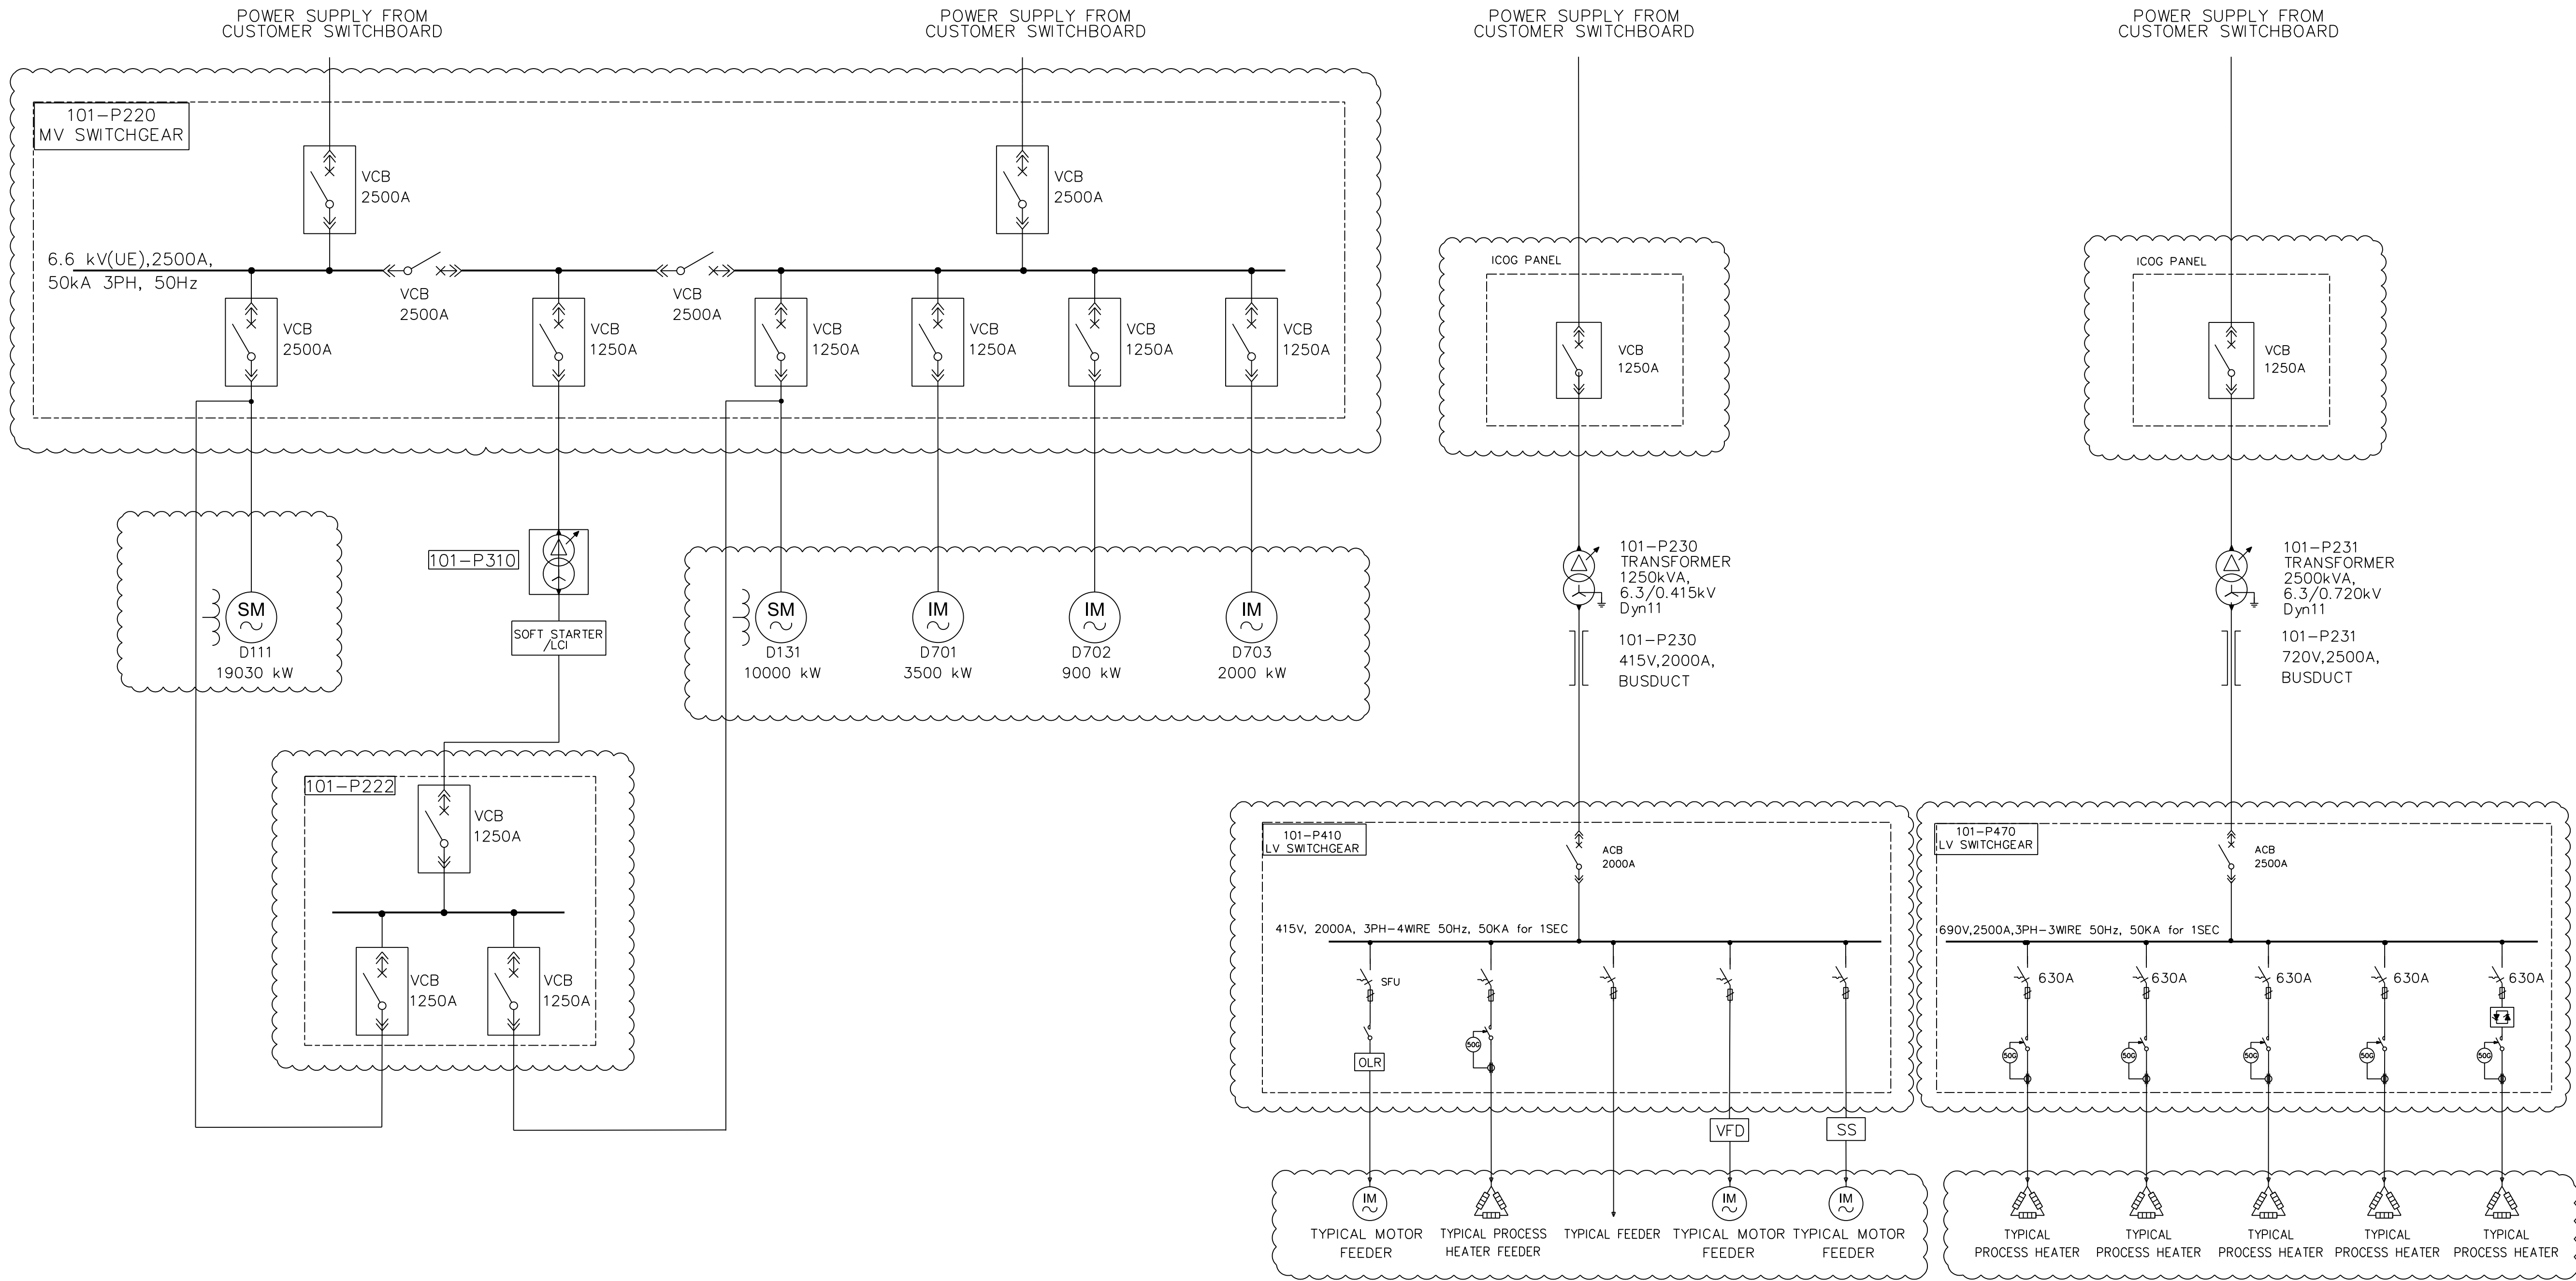 POWER SUPPLY FROM
CUSTOMER SWITCHBOARD
POWER SUPPLY FROM
CUSTOMER SWITCHBOARD
POWER SUPPLY FROM
CUSTOMER SWITCHBOARD
POWER SUPPLY FROM
CUSTOMER SWITCHBOARD
101-P220
MV SWITCHGEAR
VCB
2500A
VCB
2500A
6.6 kV(UE),2500A,
50kA 3PH, 50Hz
VCB
2500A
VCB
2500A
VCB
2500A
VCB
1250A
VCB
1250A
VCB
1250A
VCB
1250A
VCB
1250A
ICOG PANEL
VCB
1250A
ICOG PANEL
VCB
1250A
SM
D111
19030 kW
101-P310
SOFT STARTER
/LCI
SM
D131
10000 kW
IM
D701
3500 kW
IM
D702
900 kW
IM
D703
2000 kW
101-P230
TRANSFORMER
1250kVA,
6.3/0.415kV
Dyn11
101-P230
415V,2000A,
BUSDUCT
101-P231
TRANSFORMER
2500kVA,
6.3/0.720kV
Dyn11
101-P231
720V,2500A,
BUSDUCT
101-P222
VCB
1250A
VCB
1250A
VCB
1250A
101-P410
LV SWITCHGEAR
ACB
2000A
415V, 2000A, 3PH-4WIRE 50Hz, 50KA for 1SEC
SFU
OLR
50G
VFD
SS
IM
TYPICAL MOTOR
FEEDER
TYPICAL PROCESS
HEATER FEEDER
TYPICAL FEEDER
IM
TYPICAL MOTOR
FEEDER
IM
TYPICAL MOTOR
FEEDER
101-P470
LV SWITCHGEAR
ACB
2500A
690V,2500A,3PH-3WIRE 50Hz, 50KA for 1SEC
630A
630A
630A
630A
630A
50G
50G
50G
50G
50G
TYPICAL
PROCESS HEATER
TYPICAL
PROCESS HEATER
TYPICAL
PROCESS HEATER
TYPICAL
PROCESS HEATER
TYPICAL
PROCESS HEATER